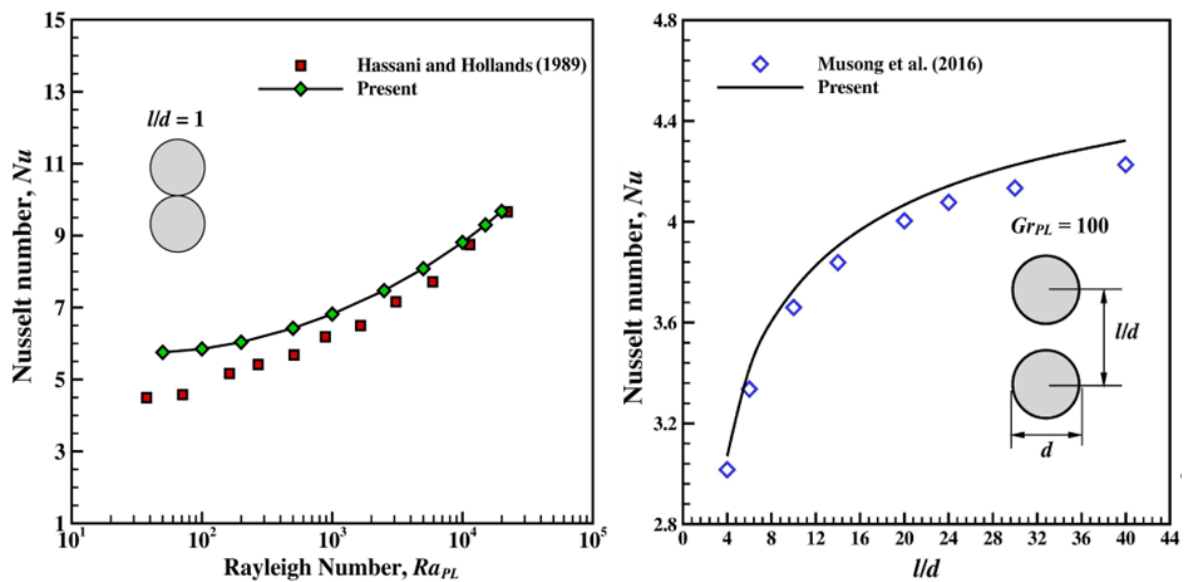 Nusselt number, Nu
15
13
11
9
7
5
3
1
Hassani and Hollands (1989)
Present
l/d = 1
10¹
10²
10³
10⁴
10⁵
Rayleigh Number, Ra_PL
Nusselt number, Nu
4.8
4.4
4
3.6
3.2
2.8
Musong et al. (2016)
Present
Gr_PL = 100
l/d
d
0 4 8 12 16 20 24 28 32 36 40 44
l/d